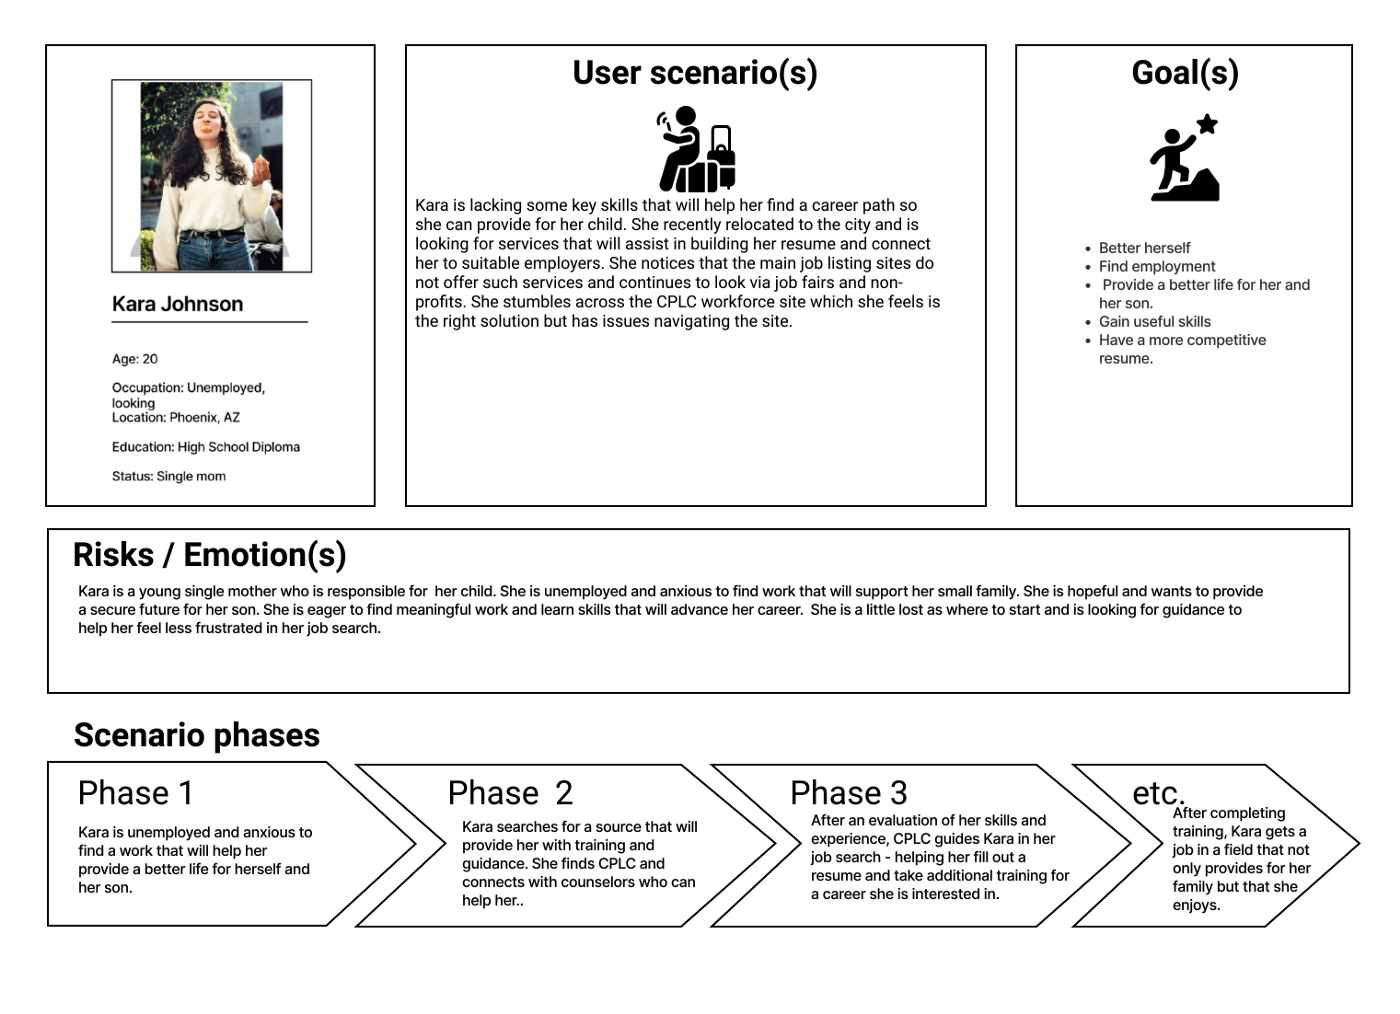 Kara Johnson
Age: 20
Occupation: Unemployed,
looking
Location: Phoenix, AZ
Education: High School Diploma
Status: Single mom
User scenario(s)
Kara is lacking some key skills that will help her find a career path so
she can provide for her child. She recently relocated to the city and is
looking for services that will assist in building her resume and connect
her to suitable employers. She notices that the main job listing sites do
not offer such services and continues to look via job fairs and non-
profits. She stumbles across the CPLC workforce site which she feels is
the right solution but has issues navigating the site.
Goal(s)
• Better herself
• Find employment
• Provide a better life for her and
her son.
• Gain useful skills
• Have a more competitive
resume.
Risks / Emotion(s)
Kara is a young single mother who is responsible for  her child. She is unemployed and anxious to find work that will support her small family. She is hopeful and wants to provide
a secure future for her son. She is eager to find meaningful work and learn skills that will advance her career.  She is a little lost as where to start and is looking for guidance to
help her feel less frustrated in her job search.
Scenario phases
Phase 1
Kara is unemployed and anxious to
find a work that will help her
provide a better life for herself and
her son.
Phase  2
Kara searches for a source that will
provide her with training and
guidance. She finds CPLC and
connects with counselors who can
help her..
Phase 3
After an evaluation of her skills and
experience, CPLC guides Kara in her
job search - helping her fill out a
resume and take additional training for
a career she is interested in.
etc.
After completing
training, Kara gets a
job in a field that not
only provides for her
family but that she
enjoys.